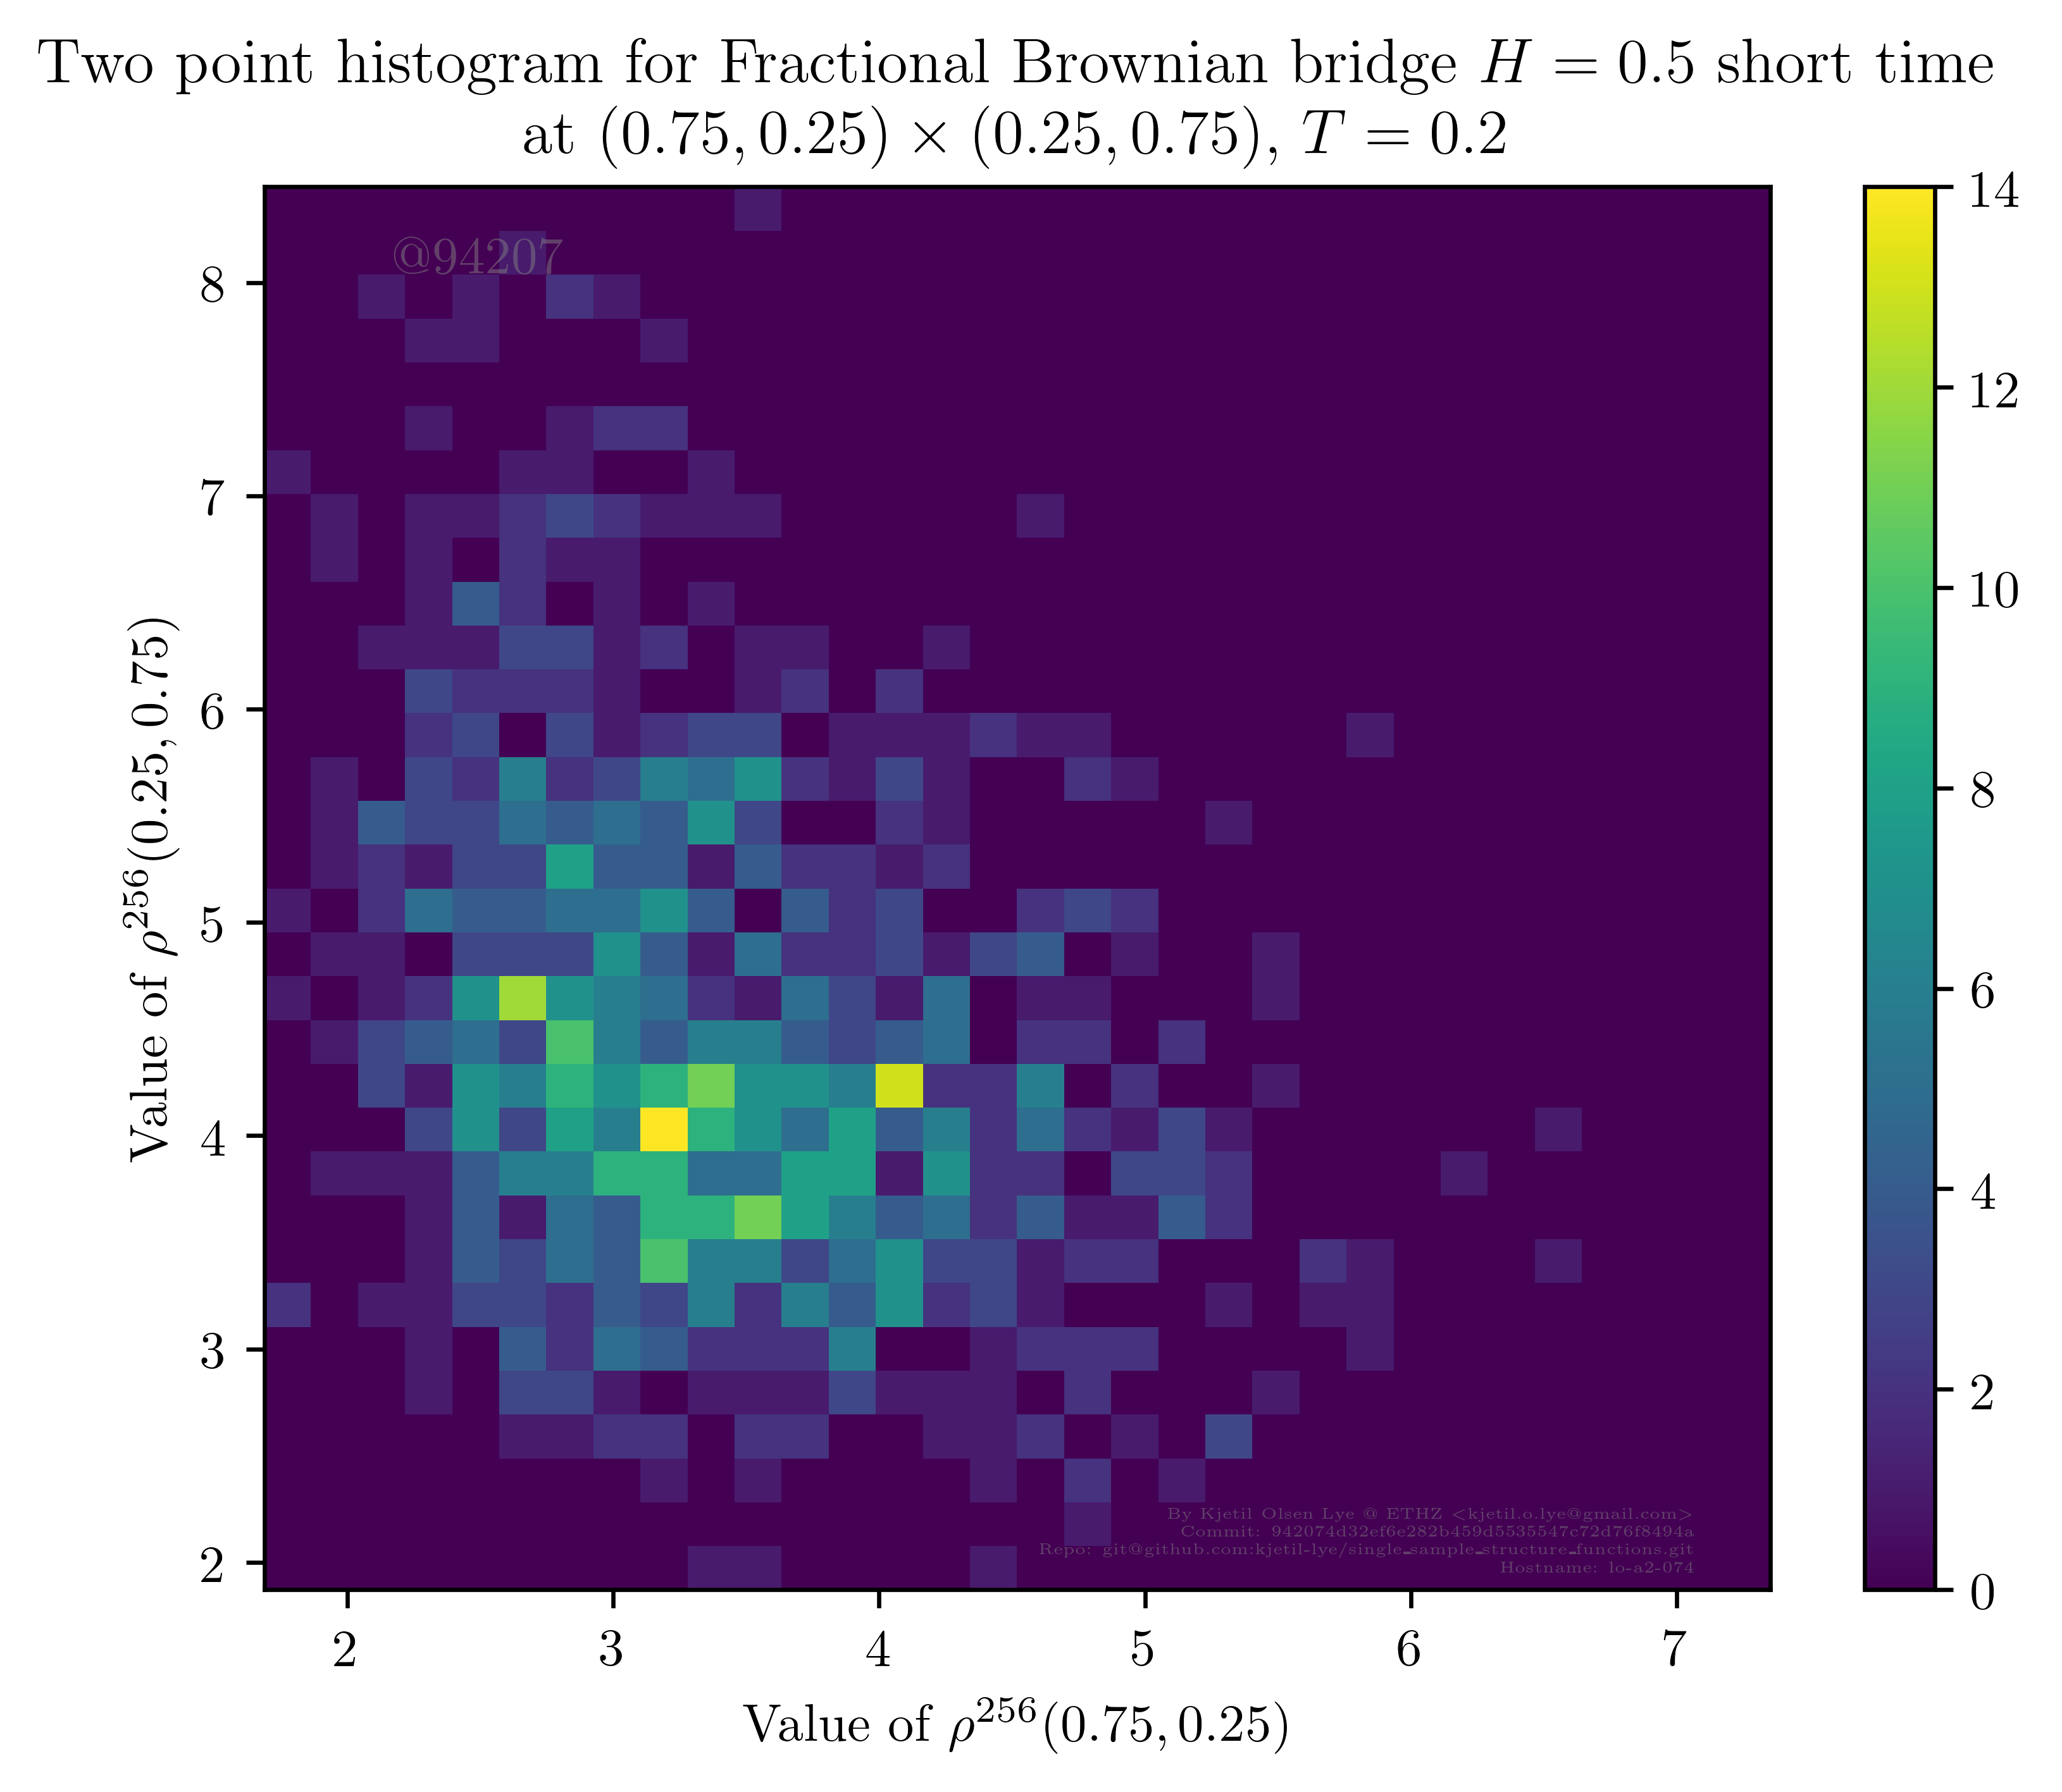 Two point histogram for Fractional Brownian bridge H = 0.5 short time
at (0.75, 0.25) × (0.25, 0.75), T = 0.2
@94207
8
7
6
5
4
3
2
Value of ρ²⁵⁶(0.25, 0.75)
2 3 4 5 6 7
Value of ρ²⁵⁶(0.75, 0.25)
14
12
10
8
6
4
2
0
By Kjetil Olsen Lye @ ETHZ <kjetil.o.lye@gmail.com>
Commit: 942074d32ef6e282b459d5535547c72d76f8494a
Repo: git@github.com:kjetil-lye/single_sample_structure_functions.git
Hostname: lo-a2-074